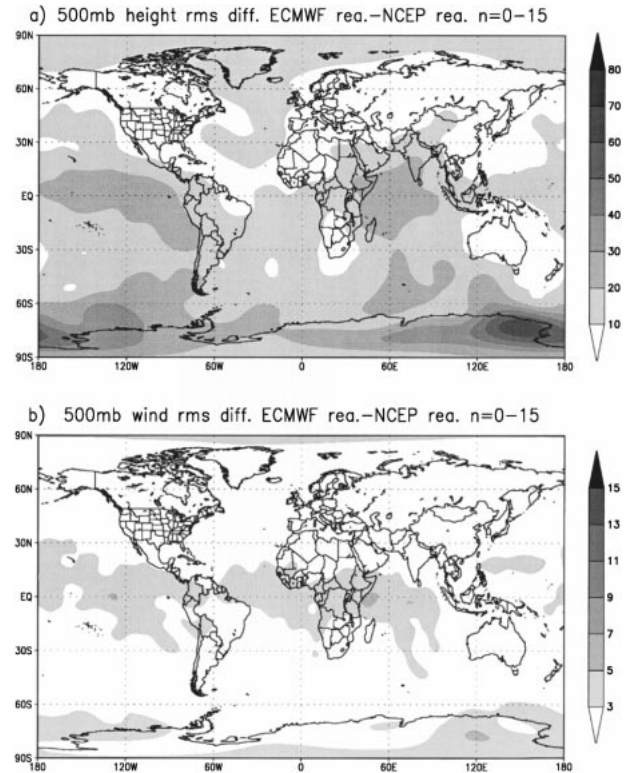 a) 500mb height rms diff. ECMWF rea.-NCEP rea. n=0-15
90N
60N
30N
EQ
30S
60S
90S
180 120W 60W 0 60E 120E 180
80
70
60
50
40
30
20
10
b) 500mb wind rms diff. ECMWF rea.-NCEP rea. n=0-15
90N
60N
30N
EQ
30S
60S
90S
180 120W 60W 0 60E 120E 180
15
13
11
9
7
5
3